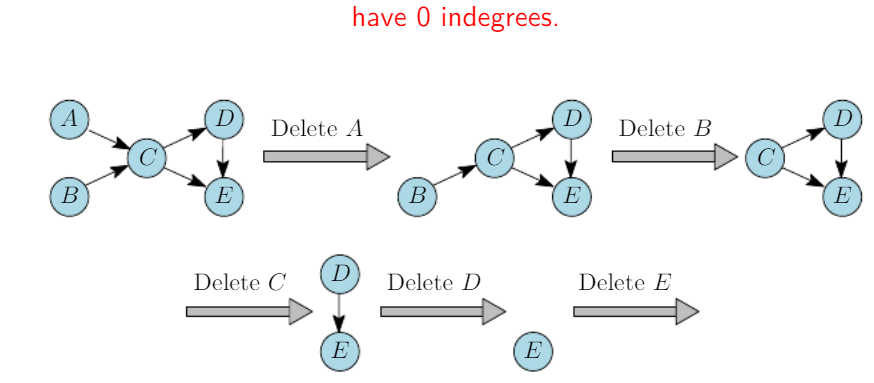 have 0 indegrees.
A D Delete A D Delete B D
C C C
B E B E E
Delete C D Delete D Delete E
E E